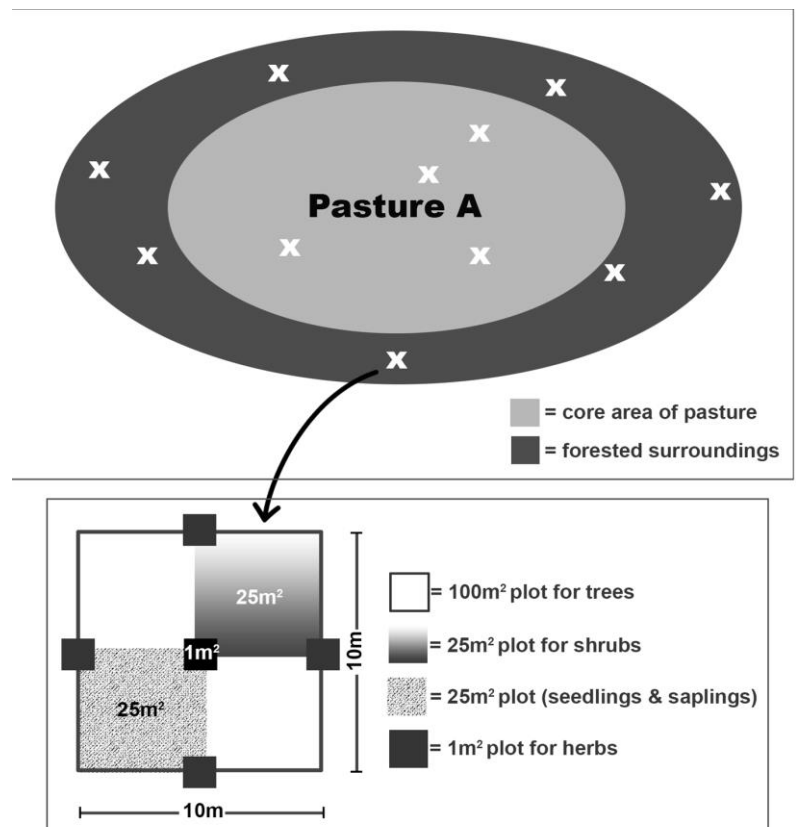 x
x
x
x
x
x
Pasture A
x
x
x
x
x
= core area of pasture
= forested surroundings
25m²
= 100m² plot for trees
= 25m² plot for shrubs
1m²
10m
25m²
= 25m² plot (seedlings & saplings)
= 1m² plot for herbs
10m